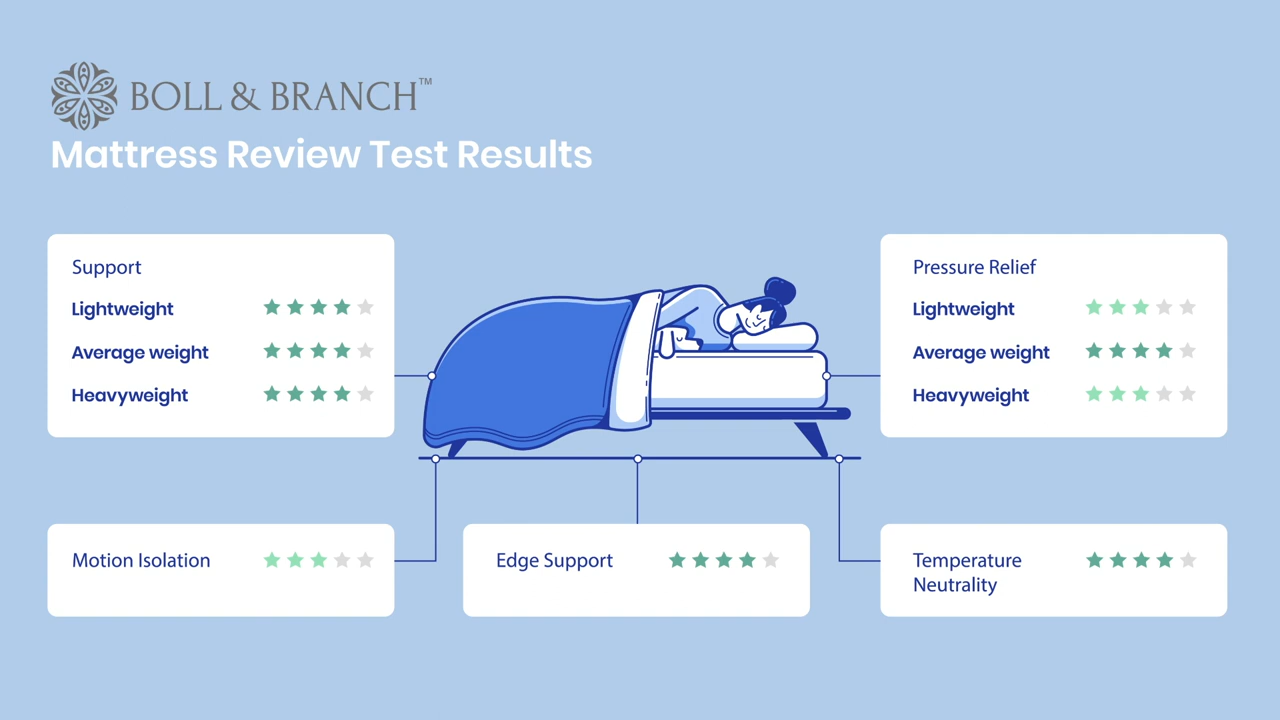 BOLL & BRANCH™
Mattress Review Test Results
Support
Lightweight
Average weight
Heavyweight
Pressure Relief
Lightweight
Average weight
Heavyweight
Motion Isolation
Edge Support
Temperature
Neutrality